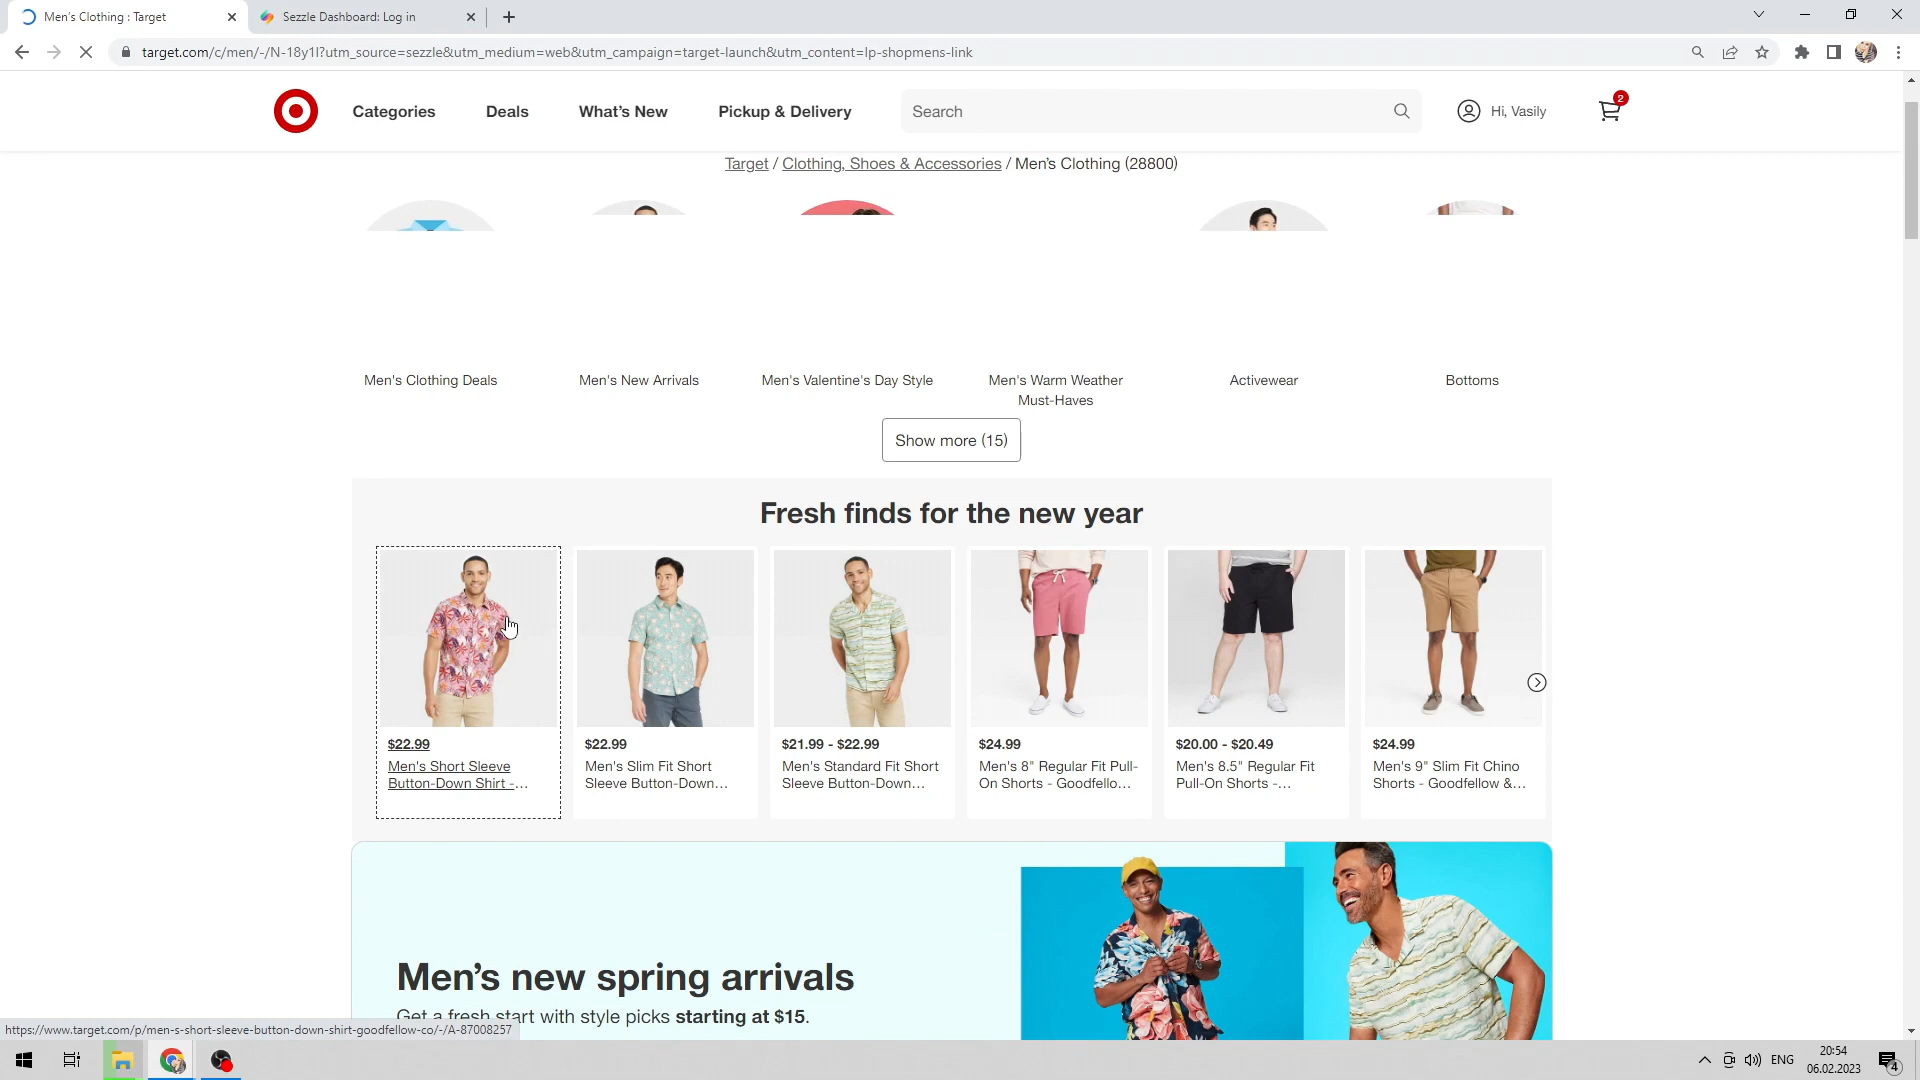 Men's Clothing : Target
Sezzle Dashboard: Log in
target.com/c/men/-/N-18y1l?utm_source=sezzle&utm_medium=web&utm_campaign=target-launch&utm_content=lp-shopmens-link
Categories
Deals
What's New
Pickup & Delivery
Search
Hi, Vasily
2
Target / Clothing, Shoes & Accessories / Men's Clothing (28800)
Men's Clothing Deals
Men's New Arrivals
Men's Valentine's Day Style
Men's Warm Weather
Must-Haves
Activewear
Bottoms
Show more (15)
Fresh finds for the new year
$22.99
Men's Short Sleeve
Button-Down Shirt -...
$22.99
Men's Slim Fit Short
Sleeve Button-Down...
$21.99 - $22.99
Men's Standard Fit Short
Sleeve Button-Down...
$24.99
Men's 8" Regular Fit Pull-
On Shorts - Goodfello...
$20.00 - $20.49
Men's 8.5" Regular Fit
Pull-On Shorts -...
$24.99
Men's 9" Slim Fit Chino
Shorts - Goodfellow &...
Men's new spring arrivals
Get a fresh start with style picks starting at $15.
https://www.target.com/p/men-s-short-sleeve-button-down-shirt-goodfellow-co/-/A-87008257
ENG
20:54
06.02.2023
4